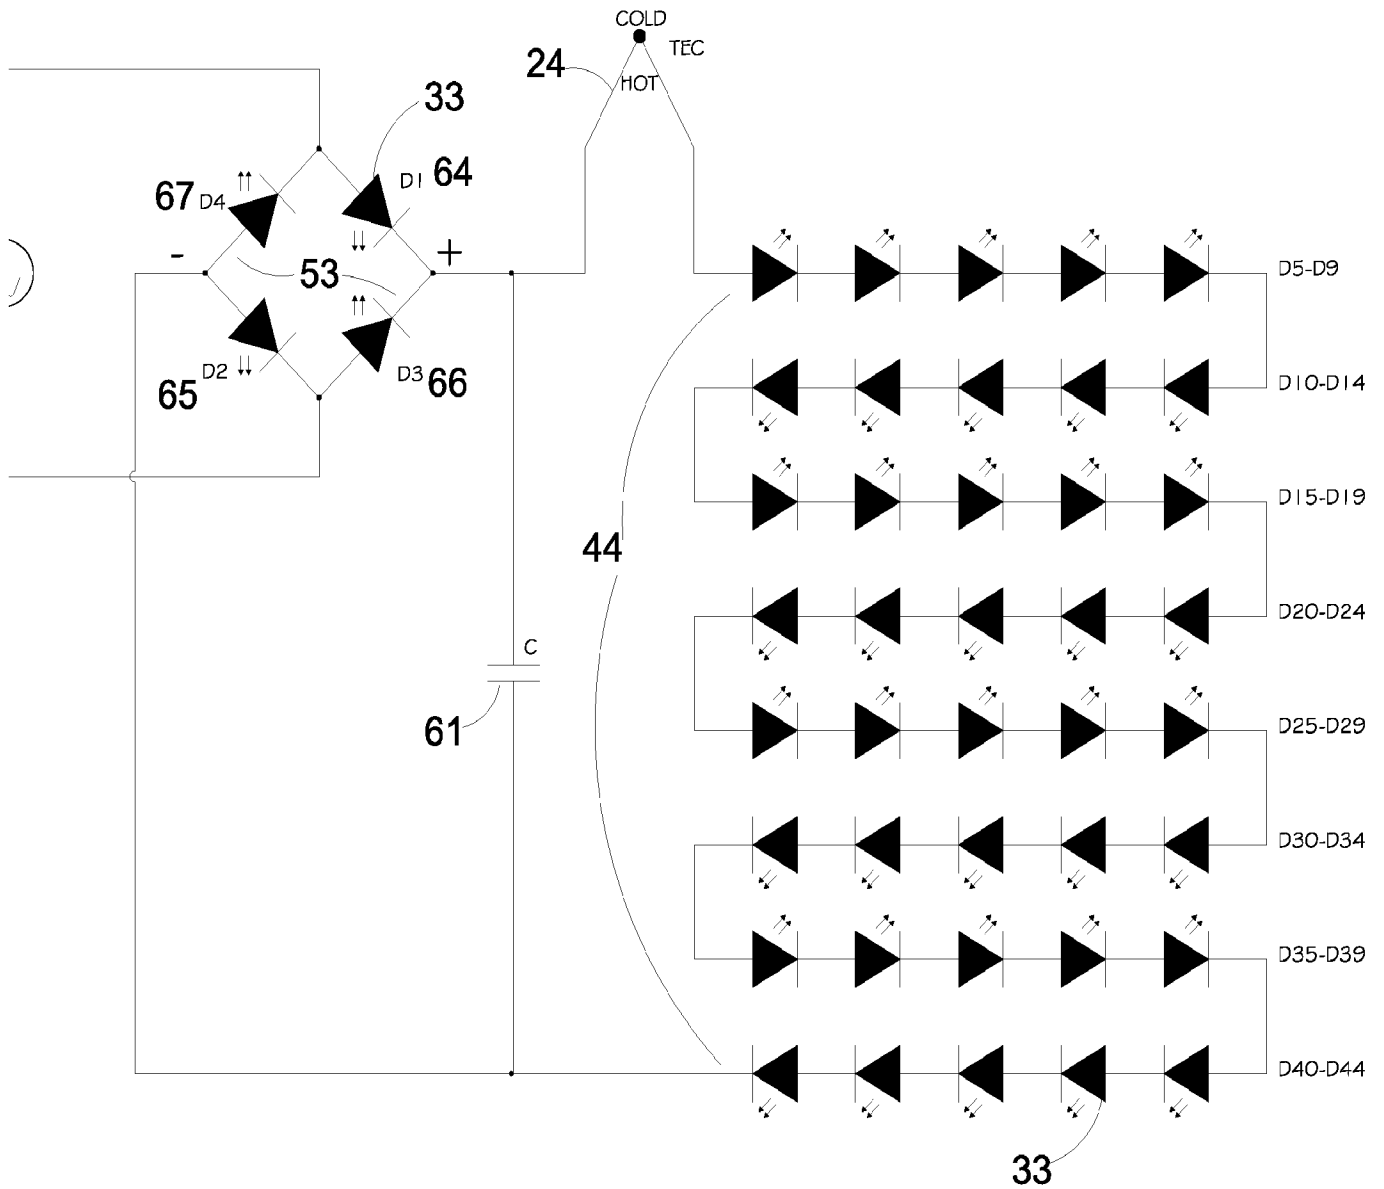 COLD
TEC
24
HOT
33
D1 64
67 D4
-
+
53
D5-D9
D2
65
D3 66
D10-D14
D15-D19
44
D20-D24
C
61
D25-D29
D30-D34
D35-D39
D40-D44
33